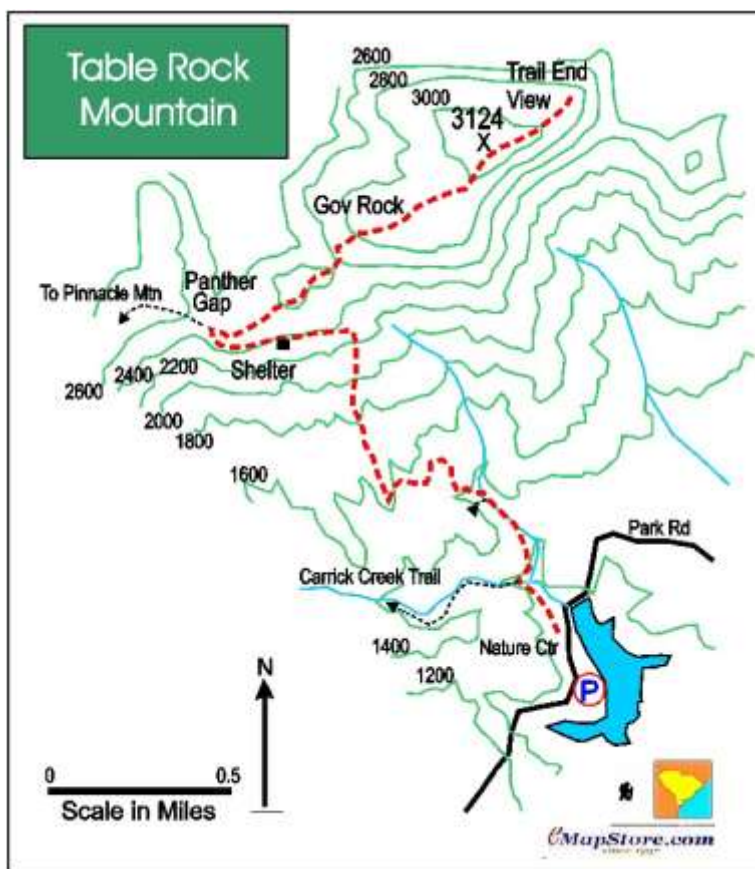 Table Rock
Mountain
2600
2800
3000
3124
X
Trail End
View
Gov Rock
Panther
Gap
To Pinnacle Mtn
Shelter
2600
2400
2200
2000
1800
1600
Park Rd
Carrick Creek Trail
Nature Ctr
1400
1200
P
N
0 0.5
Scale in Miles
eMapStore.com
since 1997